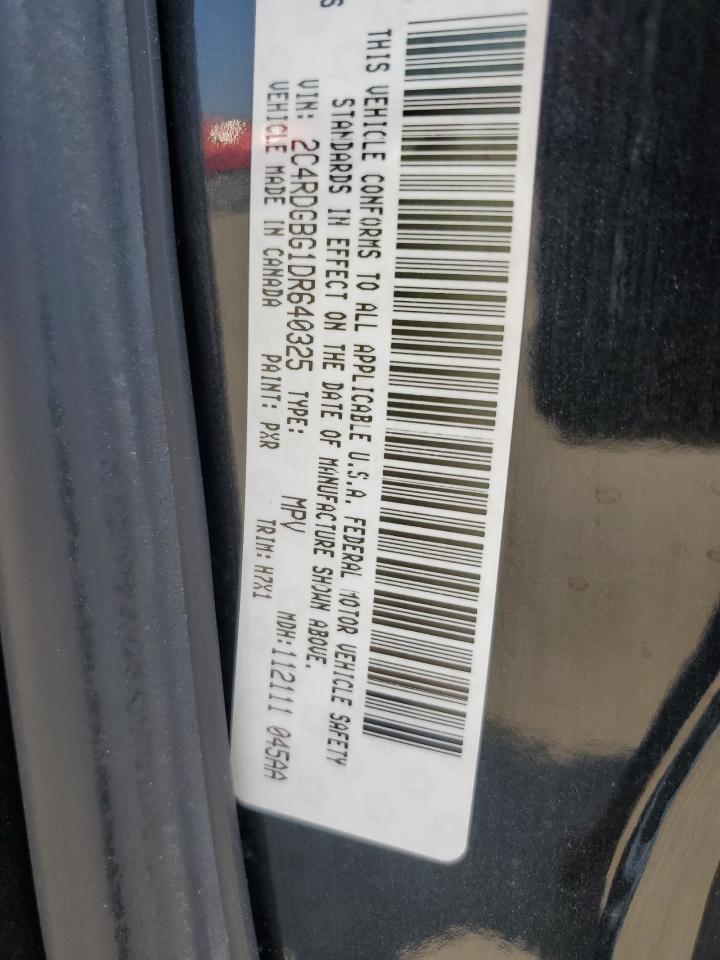 THIS VEHICLE CONFORMS TO ALL APPLICABLE U.S.A. FEDERAL MOTOR VEHICLE SAFETY
STANDARDS IN EFFECT ON THE DATE OF MANUFACTURE SHOWN ABOVE.
VIN: 2C4RDGBG1DR640325 TYPE: MPV
VEHICLE MADE IN CANADA PAINT: PXR TRIM: H7X1 MDH:112111 045AA